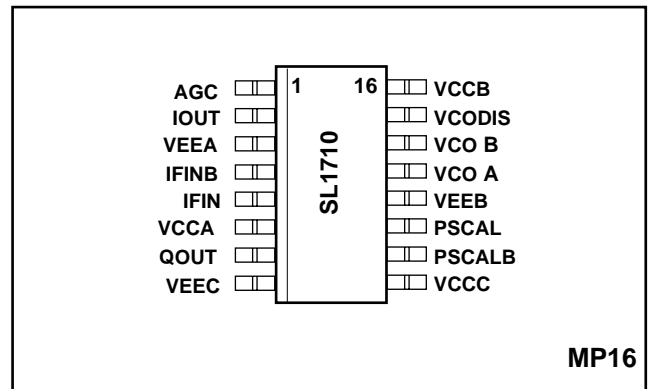 AGC 1 16 VCCB
IOUT VCODIS
VEEA VCO B
IFINB VCO A
IFIN VEEB
VCCA PSCAL
QOUT PSCALB
VEEC VCCC
SL1710
MP16